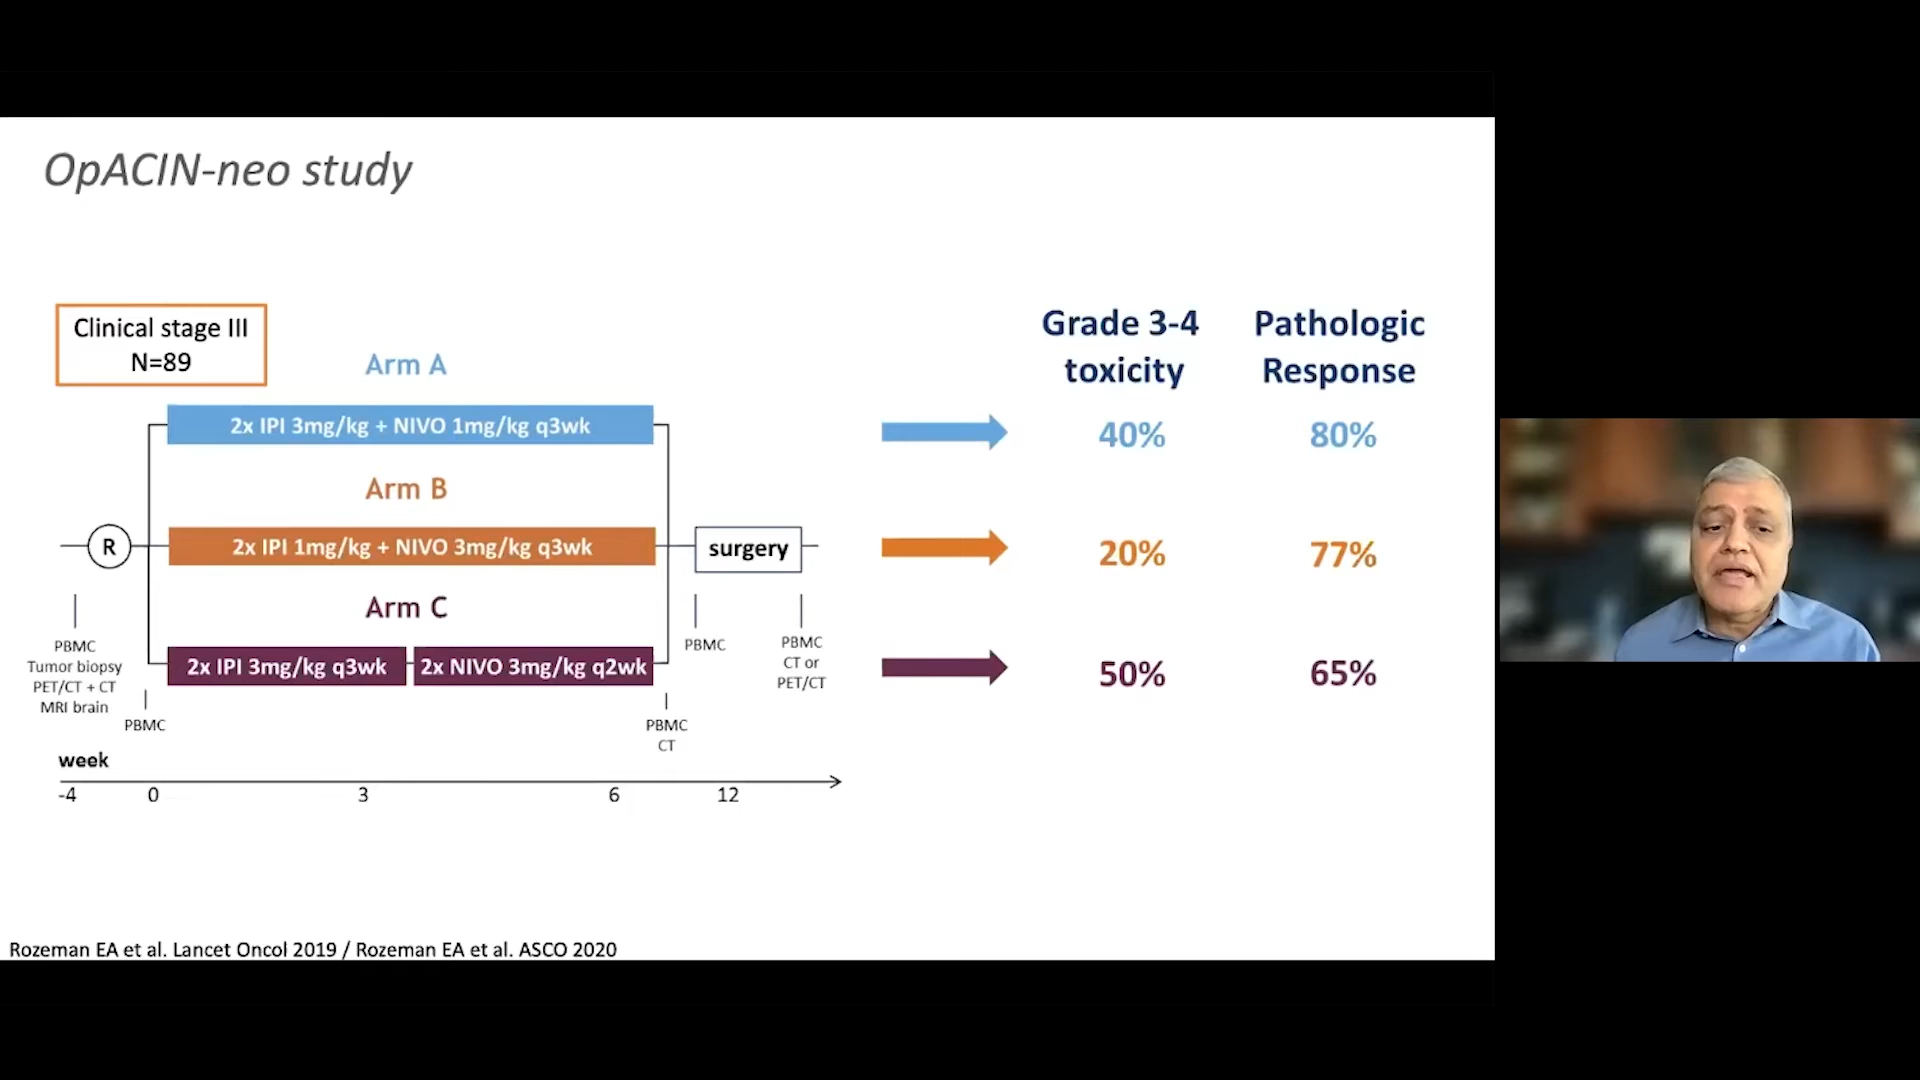 OpACIN-neo study
Clinical stage III
N=89
Grade 3-4
toxicity
Pathologic
Response
Arm A
2x IPI 3mg/kg + NIVO 1mg/kg q3wk
40%
80%
Arm B
R
2x IPI 1mg/kg + NIVO 3mg/kg q3wk
surgery
20%
77%
Arm C
2x IPI 3mg/kg q3wk
2x NIVO 3mg/kg q2wk
50%
65%
PBMC
Tumor biopsy
PET/CT + CT
MRI brain
PBMC
PBMC
CT
PBMC
PBMC
CT or
PET/CT
week
-4
0
3
6
12
Rozeman EA et al. Lancet Oncol 2019 / Rozeman EA et al. ASCO 2020